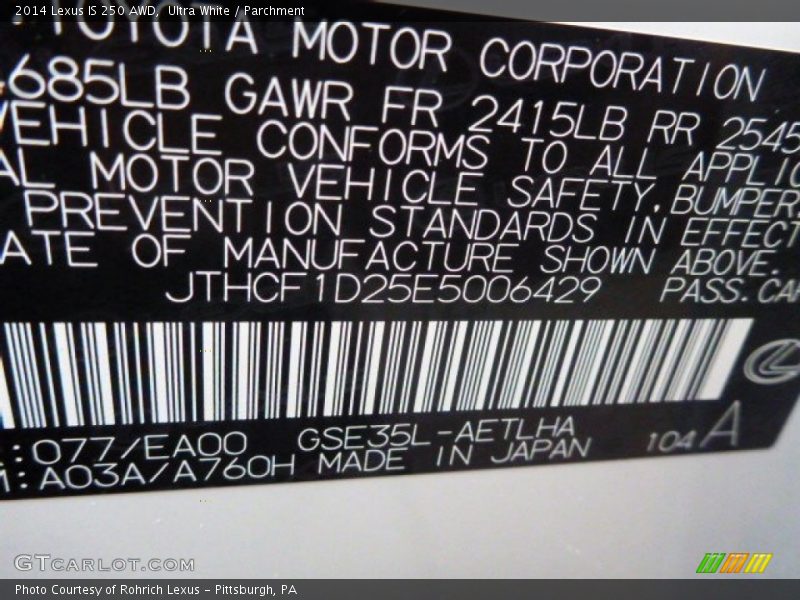 2014 Lexus IS 250 AWD, Ultra White / Parchment
TOYOTA MOTOR CORPORATION
4685LB GAWR FR 2415LB RR 2545
VEHICLE CONFORMS TO ALL APPLIC
AL MOTOR VEHICLE SAFETY, BUMPER,
PREVENTION STANDARDS IN EFFECT
ATE OF MANUFACTURE SHOWN ABOVE.
JTHCF1D25E5006429 PASS. CAR
:077/EA00 GSE35L-AETLHA
:A03A/A760H MADE IN JAPAN 104 A
GTCARLOT.COM
Photo Courtesy of Rohrich Lexus - Pittsburgh, PA